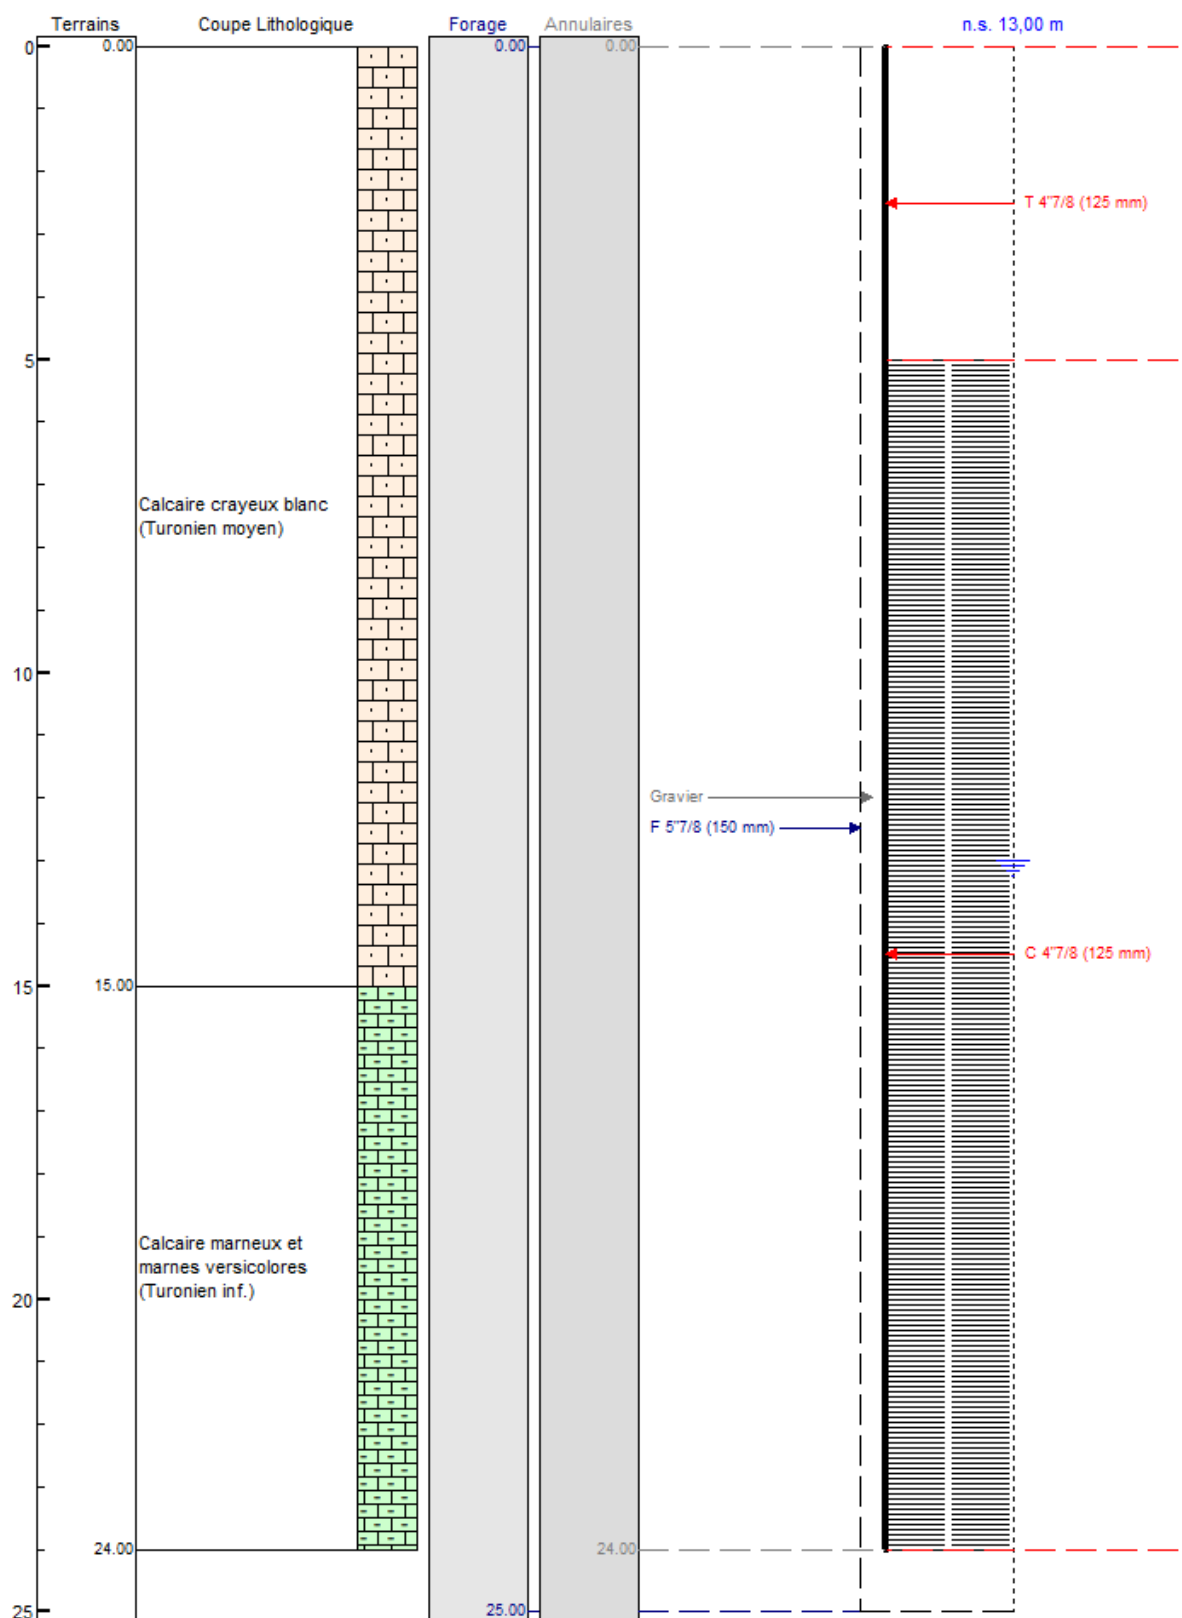 Terrains Coupe Lithologique Forage Annulaires n.s. 13,00 m
0 0.00 0.00 0.00
T 4"7/8 (125 mm)
5
Calcaire crayeux blanc
(Turonien moyen)
10
Gravier
F 5"7/8 (150 mm)
C 4"7/8 (125 mm)
15 15.00
Calcaire marneux et
marnes versicolores
(Turonien inf.)
20
24.00 24.00
25 25.00